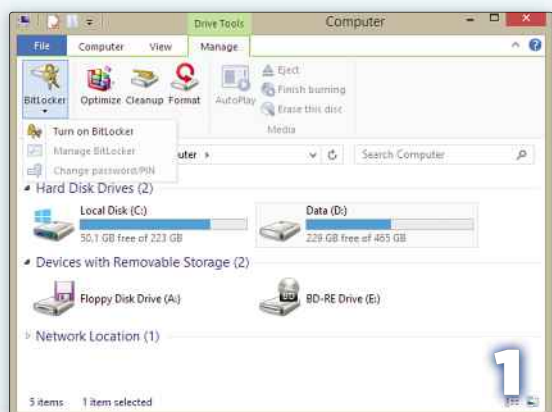 Drive Tools
Computer
File
Computer
View
Manage
BitLocker
Optimize
Cleanup
Format
AutoPlay
Eject
Finish burning
Erase this disc
Media
Turn on BitLocker
Manage BitLocker
Change password/PIN
uter
Search Computer
Hard Disk Drives (2)
Local Disk (C:)
50.1 GB free of 223 GB
Data (D:)
229 GB free of 465 GB
Devices with Removable Storage (2)
Floppy Disk Drive (A:)
BD
BD-RE Drive (E:)
Network Location (1)
5 items
1 item selected
1